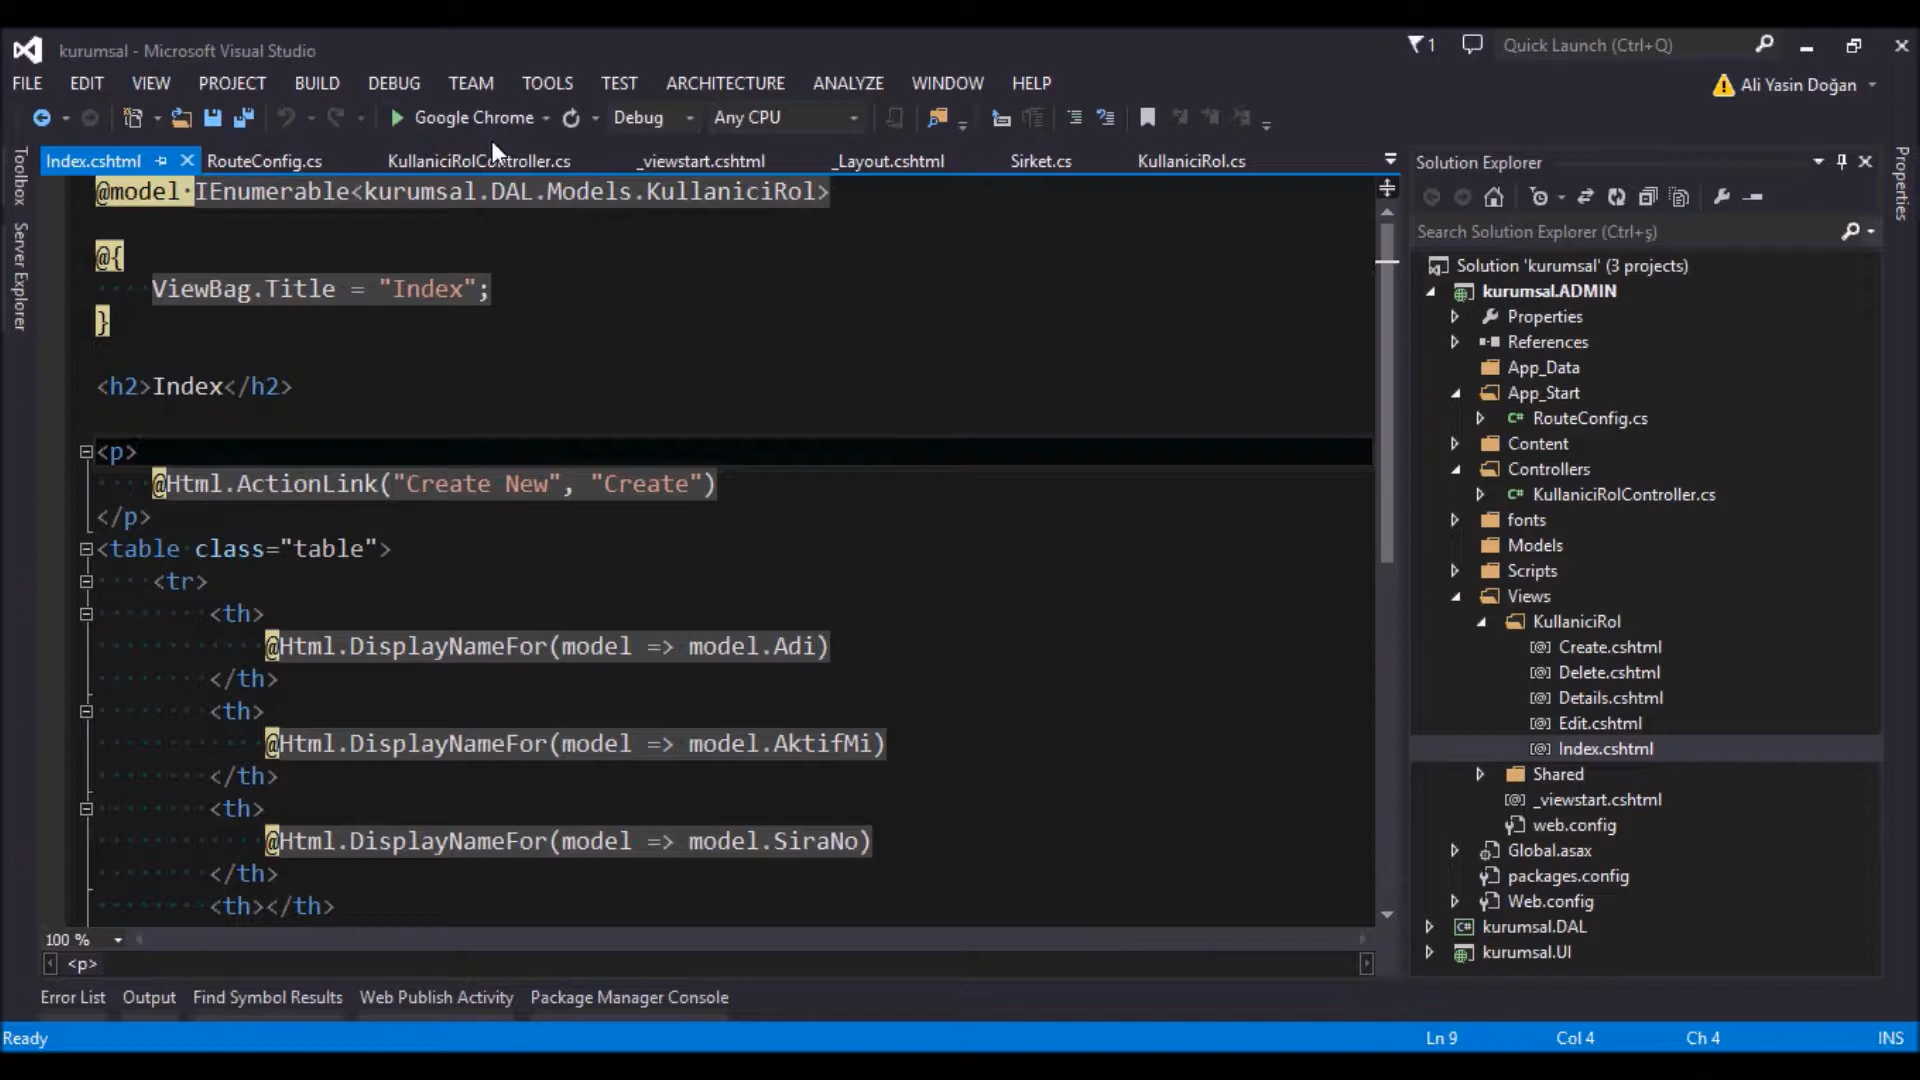 kurumsal - Microsoft Visual Studio
1
Quick Launch (Ctrl+Q)
FILE EDIT VIEW PROJECT BUILD DEBUG TEAM TOOLS TEST ARCHITECTURE ANALYZE WINDOW HELP
Ali Yasin Doğan
Google Chrome
Debug
Any CPU
Toolbox
Server Explorer
Index.cshtml RouteConfig.cs KullaniciRolController.cs _viewstart.cshtml _Layout.cshtml Sirket.cs KullaniciRol.cs
@model IEnumerable<kurumsal.DAL.Models.KullaniciRol>
@{
ViewBag.Title = "Index";
}
<h2>Index</h2>
<p>
@Html.ActionLink("Create New", "Create")
</p>
<table class="table">
<tr>
<th>
@Html.DisplayNameFor(model => model.Adi)
</th>
<th>
@Html.DisplayNameFor(model => model.AktifMi)
</th>
<th>
@Html.DisplayNameFor(model => model.SiraNo)
</th>
<th></th>
100 %
<p>
Solution Explorer
Search Solution Explorer (Ctrl+ş)
Solution 'kurumsal' (3 projects)
kurumsal.ADMIN
Properties
References
App_Data
App_Start
C# RouteConfig.cs
Content
Controllers
C# KullaniciRolController.cs
fonts
Models
Scripts
Views
KullaniciRol
[@] Create.cshtml
[@] Delete.cshtml
[@] Details.cshtml
[@] Edit.cshtml
[@] Index.cshtml
Shared
[@] _viewstart.cshtml
web.config
Global.asax
packages.config
Web.config
C# kurumsal.DAL
kurumsal.UI
Properties
Error List Output Find Symbol Results Web Publish Activity Package Manager Console
Ready
Ln 9 Col 4 Ch 4 INS